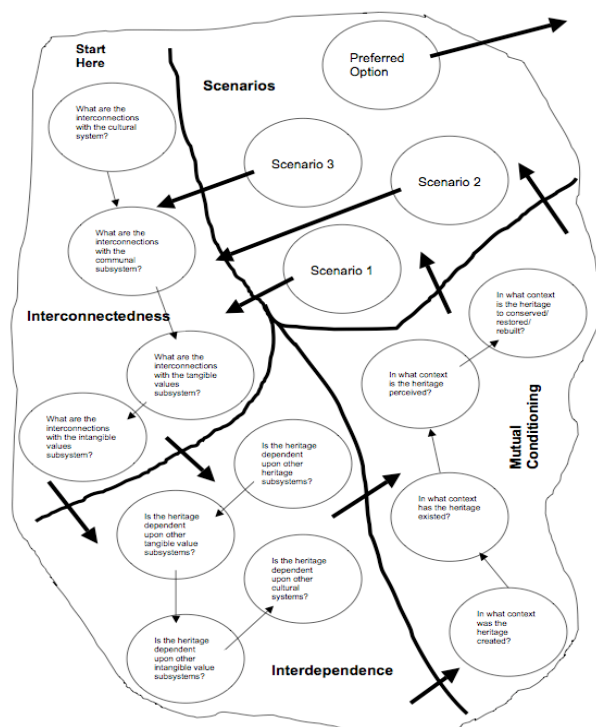 Start
Here
What are the
interconnections
with the cultural
system?
What are the
interconnections
with the
communal
subsystem?
Interconnectedness
What are the
interconnections
with the tangible
values
subsystem?
What are the
interconnections
with the intangible
values
subsystem?
Scenarios
Preferred
Option
Scenario 3
Scenario 2
Scenario 1
Is the heritage
dependent
upon other
heritage
subsystems?
Is the heritage
dependent
upon other
tangible value
subsystems?
Is the heritage
dependent
upon other
intangible value
subsystems?
Is the heritage
dependent
upon other
cultural
systems?
Interdependence
In what context
was the
heritage
created?
In what context
has the heritage
existed?
In what context
is the heritage
perceived?
In what context
is the heritage
to conserved/
restored/
rebuilt?
Mutual
Conditioning